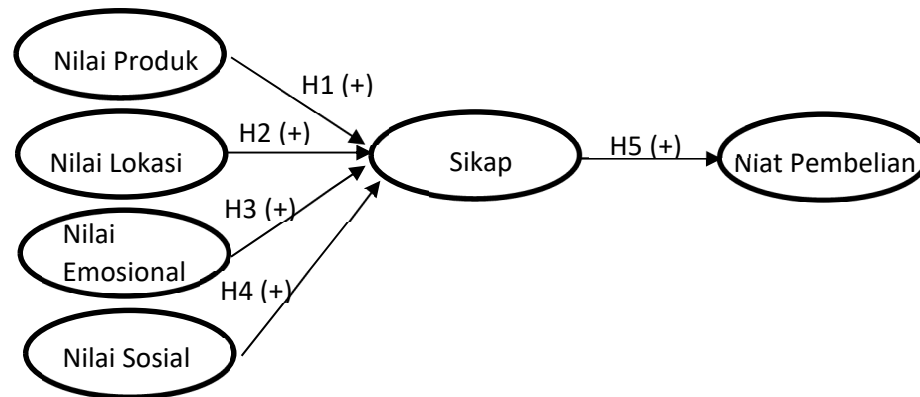 Nilai Produk
H1 (+)
Nilai Lokasi
H2 (+)
Sikap
H5 (+)
Niat Pembelian
Nilai
Emosional
H3 (+)
H4 (+)
Nilai Sosial